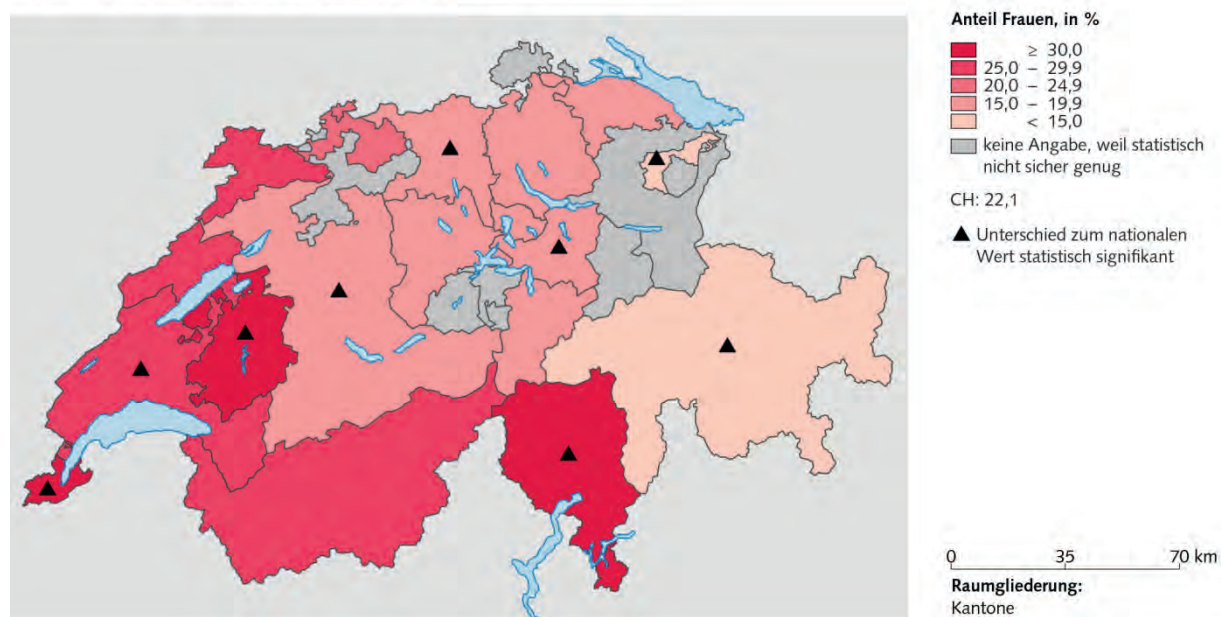 Anteil Frauen, in %
≥ 30,0
25,0 – 29,9
20,0 – 24,9
15,0 – 19,9
< 15,0
keine Angabe, weil statistisch
nicht sicher genug
CH: 22,1
▲ Unterschied zum nationalen
Wert statistisch signifikant
0 35 70 km
Raumgliederung:
Kantone